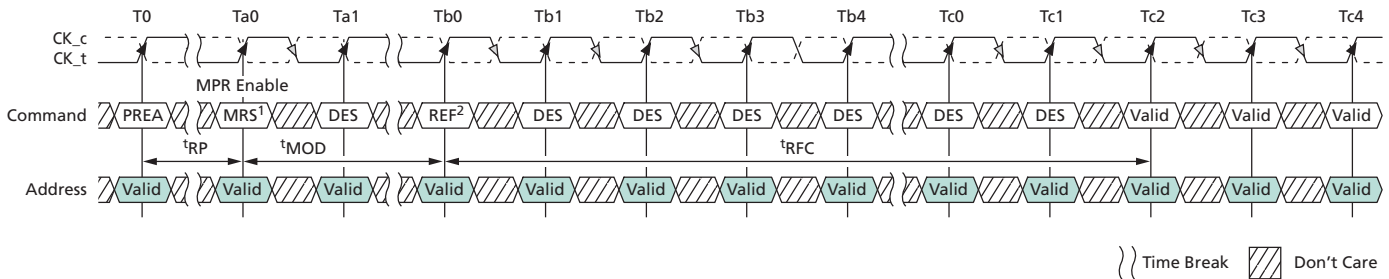 T0 Ta0 Ta1 Tb0 Tb1 Tb2 Tb3 Tb4 Tc0 Tc1 Tc2 Tc3 Tc4
CK_c
CK_t
MPR Enable
Command PREA MRS¹ DES REF² DES DES DES DES DES DES Valid Valid Valid
tRP tMOD tRFC
Address Valid Valid Valid Valid Valid Valid Valid Valid Valid Valid Valid Valid Valid
Time Break Don't Care